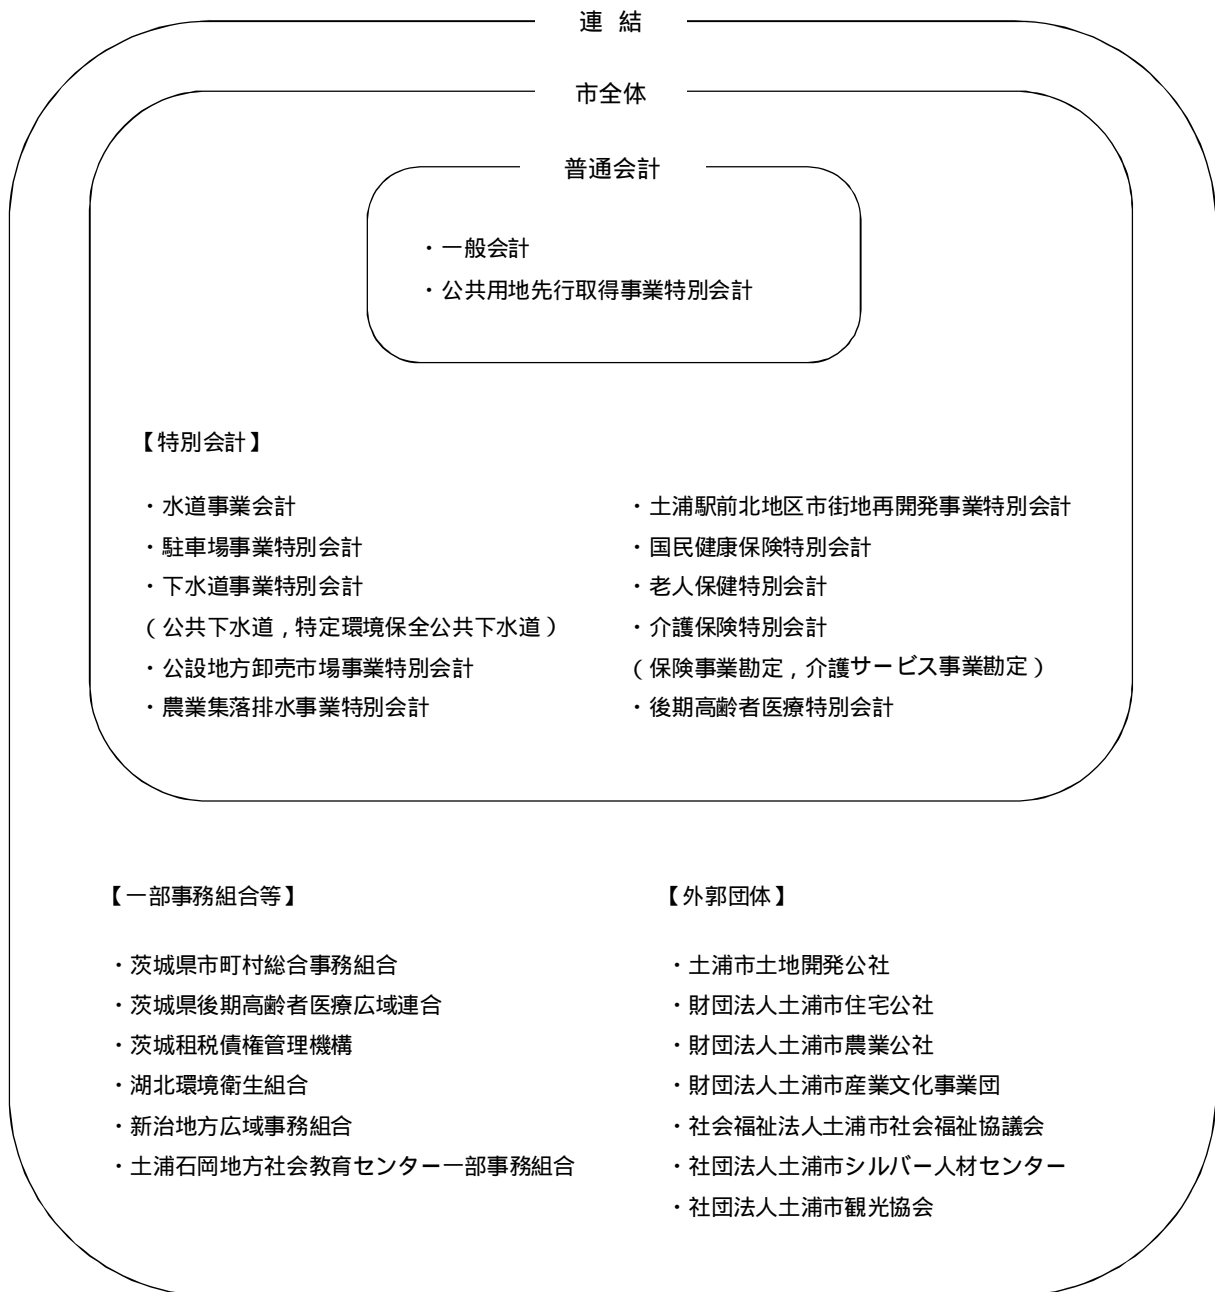 連 結
市全体
普通会計
・一般会計
・公共用地先行取得事業特別会計
【特別会計】
・水道事業会計
・駐車場事業特別会計
・下水道事業特別会計
（公共下水道，特定環境保全公共下水道）
・公設地方卸売市場事業特別会計
・農業集落排水事業特別会計
・土浦駅前北地区市街地再開発事業特別会計
・国民健康保険特別会計
・老人保健特別会計
・介護保険特別会計
（保険事業勘定，介護サービス事業勘定）
・後期高齢者医療特別会計
【一部事務組合等】
・茨城県市町村総合事務組合
・茨城県後期高齢者医療広域連合
・茨城租税債権管理機構
・湖北環境衛生組合
・新治地方広域事務組合
・土浦石岡地方社会教育センター一部事務組合
【外郭団体】
・土浦市土地開発公社
・財団法人土浦市住宅公社
・財団法人土浦市農業公社
・財団法人土浦市産業文化事業団
・社会福祉法人土浦市社会福祉協議会
・社団法人土浦市シルバー人材センター
・社団法人土浦市観光協会